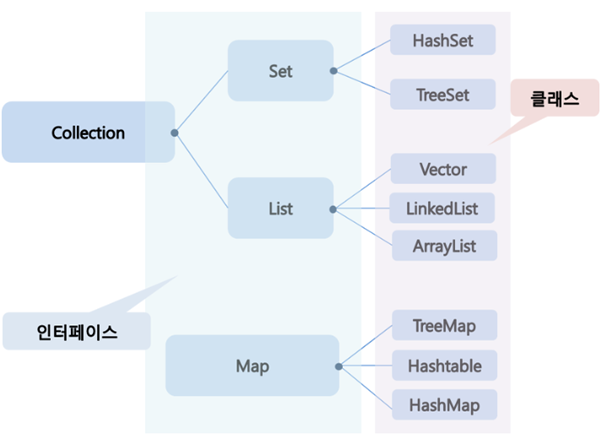 Collection
Set
List
Map
HashSet
TreeSet
Vector
LinkedList
ArrayList
TreeMap
Hashtable
HashMap
클래스
인터페이스